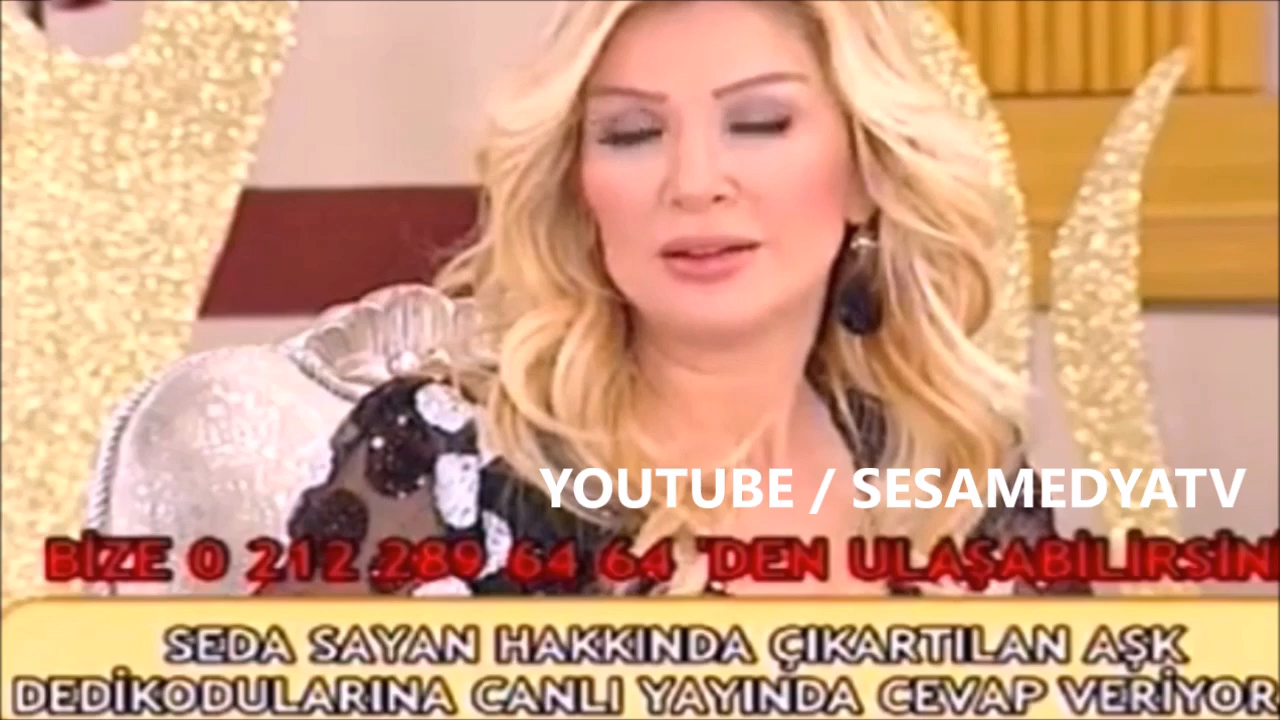 YOUTUBE / SESAMEDYATV
BİZE 0 212 289 64 64 'DEN ULAŞABİLİRSİNİ
SEDA SAYAN HAKKINDA ÇIKARTILAN AŞK
DEDİKODULARINA CANLI YAYINDA CEVAP VERİYOR